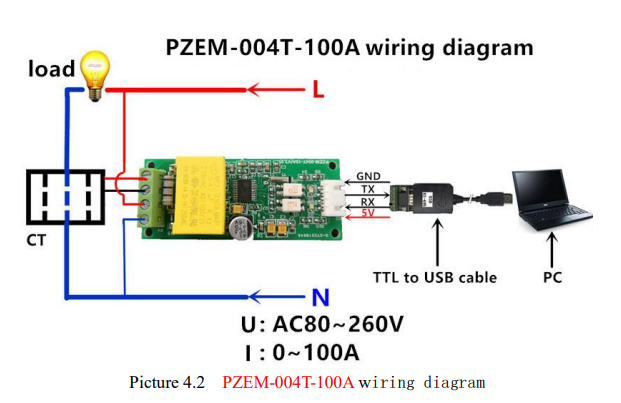 PZEM-004T-100A wiring diagram
load
L
GND
TX
RX
5V
CT
TTL to USB cable
PC
N
U: AC80~260V
I : 0~100A
Picture 4.2 PZEM-004T-100A wiring diagram